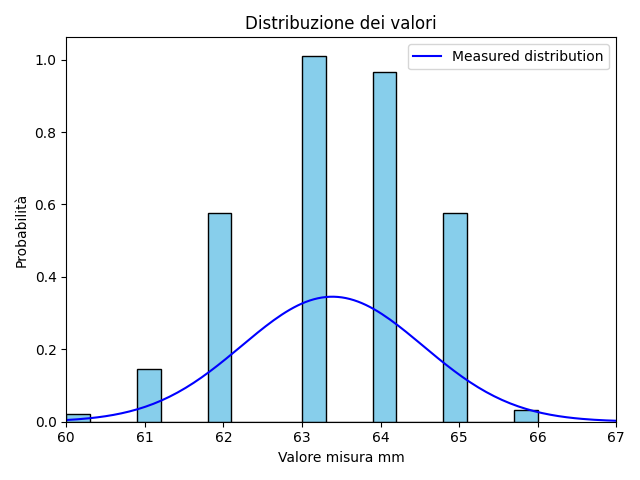 Distribuzione dei valori
Measured distribution
Probabilità
1.0
0.8
0.6
0.4
0.2
0.0
60 61 62 63 64 65 66 67
Valore misura mm